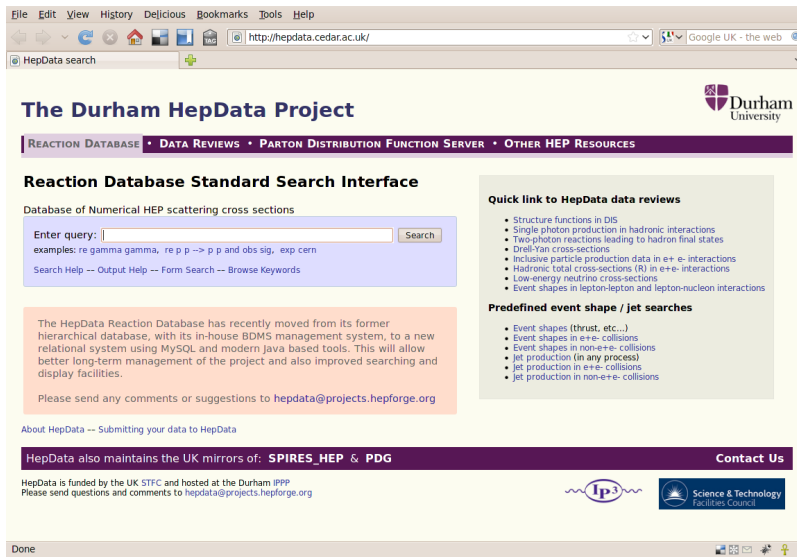 File Edit View History Delicious Bookmarks Tools Help
TAG http://hepdata.cedar.ac.uk/ Google UK - the web
HepData search
The Durham HepData Project
Durham
University
REACTION DATABASE • DATA REVIEWS • PARTON DISTRIBUTION FUNCTION SERVER • OTHER HEP RESOURCES
Reaction Database Standard Search Interface
Database of Numerical HEP scattering cross sections
Enter query: Search
examples: re gamma gamma, re p p --> p p and obs sig, exp cern
Search Help -- Output Help -- Form Search -- Browse Keywords
The HepData Reaction Database has recently moved from its former
hierarchical database, with its in-house BDMS management system, to a new
relational system using MySQL and modern Java based tools. This will allow
better long-term management of the project and also improved searching and
display facilities.
Please send any comments or suggestions to hepdata@projects.hepforge.org
Quick link to HepData data reviews
• Structure functions in DIS
• Single photon production in hadronic interactions
• Two-photon reactions leading to hadron final states
• Drell-Yan cross-sections
• Inclusive particle production data in e+ e- interactions
• Hadronic total cross-sections (R) in e+e- interactions
• Low-energy neutrino cross-sections
• Event shapes in lepton-lepton and lepton-nucleon interactions
Predefined event shape / jet searches
• Event shapes (thrust, etc...)
• Event shapes in e+e- collisions
• Event shapes in non-e+e- collisions
• Jet production (in any process)
• Jet production in e+e- collisions
• Jet production in non-e+e- collisions
About HepData -- Submitting your data to HepData
HepData also maintains the UK mirrors of: SPIRES_HEP & PDG Contact Us
HepData is funded by the UK STFC and hosted at the Durham IPPP
Please send questions and comments to hepdata@projects.hepforge.org
Ip3
Science & Technology
Facilities Council
Done